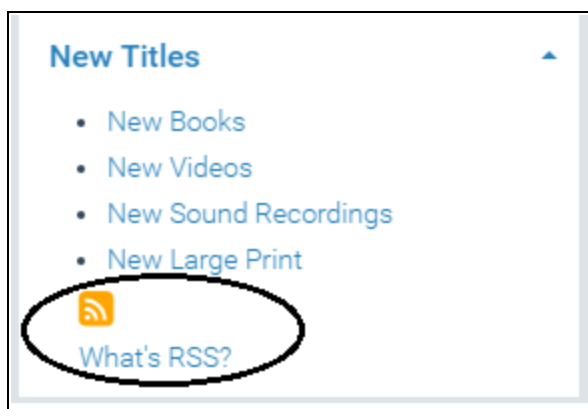 New Titles
New Books
New Videos
New Sound Recordings
New Large Print
What's RSS?